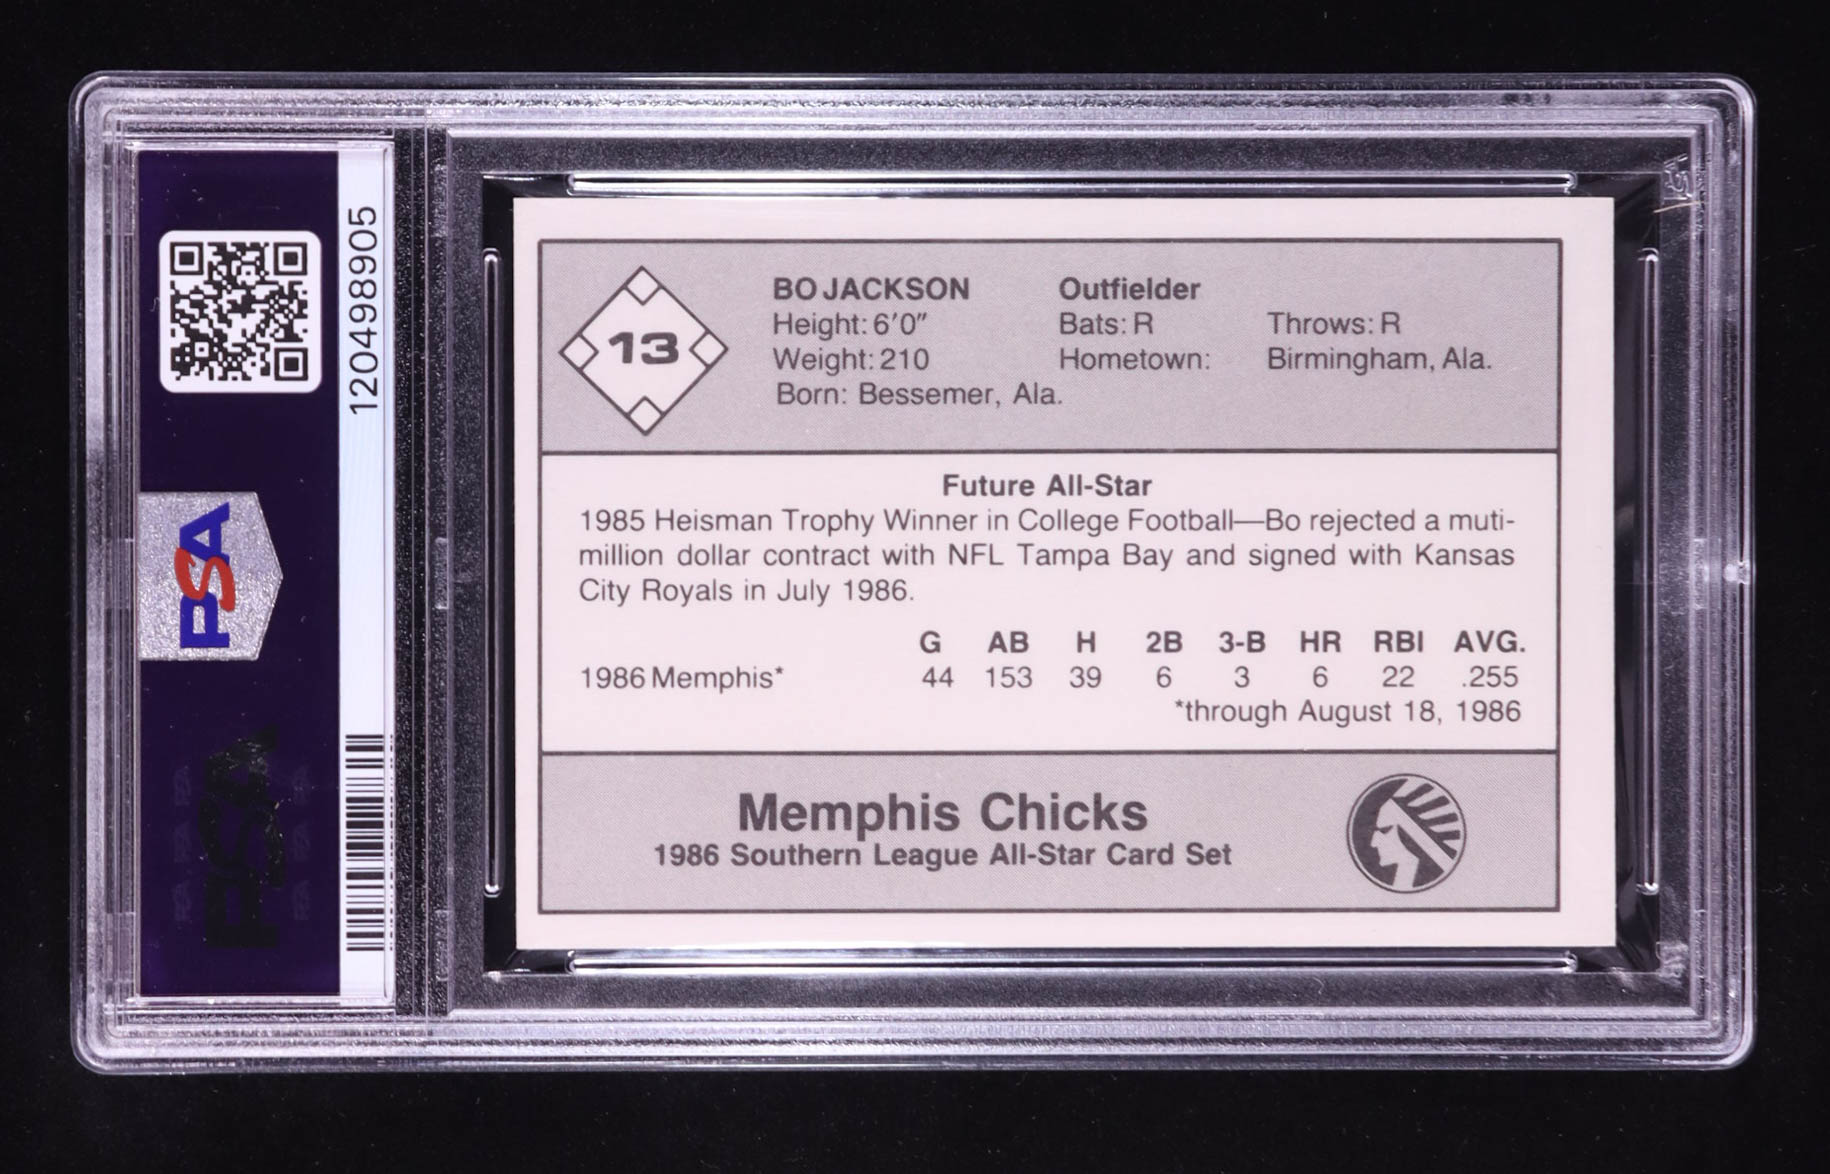 120498905
PSA
PSA
13
BO JACKSON Outfielder
Height: 6'0" Bats: R Throws: R
Weight: 210 Hometown: Birmingham, Ala.
Born: Bessemer, Ala.
Future All-Star
1985 Heisman Trophy Winner in College Football—Bo rejected a muti-
million dollar contract with NFL Tampa Bay and signed with Kansas
City Royals in July 1986.
G AB H 2B 3-B HR RBI AVG.
1986 Memphis* 44 153 39 6 3 6 22 .255
*through August 18, 1986
Memphis Chicks
1986 Southern League All-Star Card Set